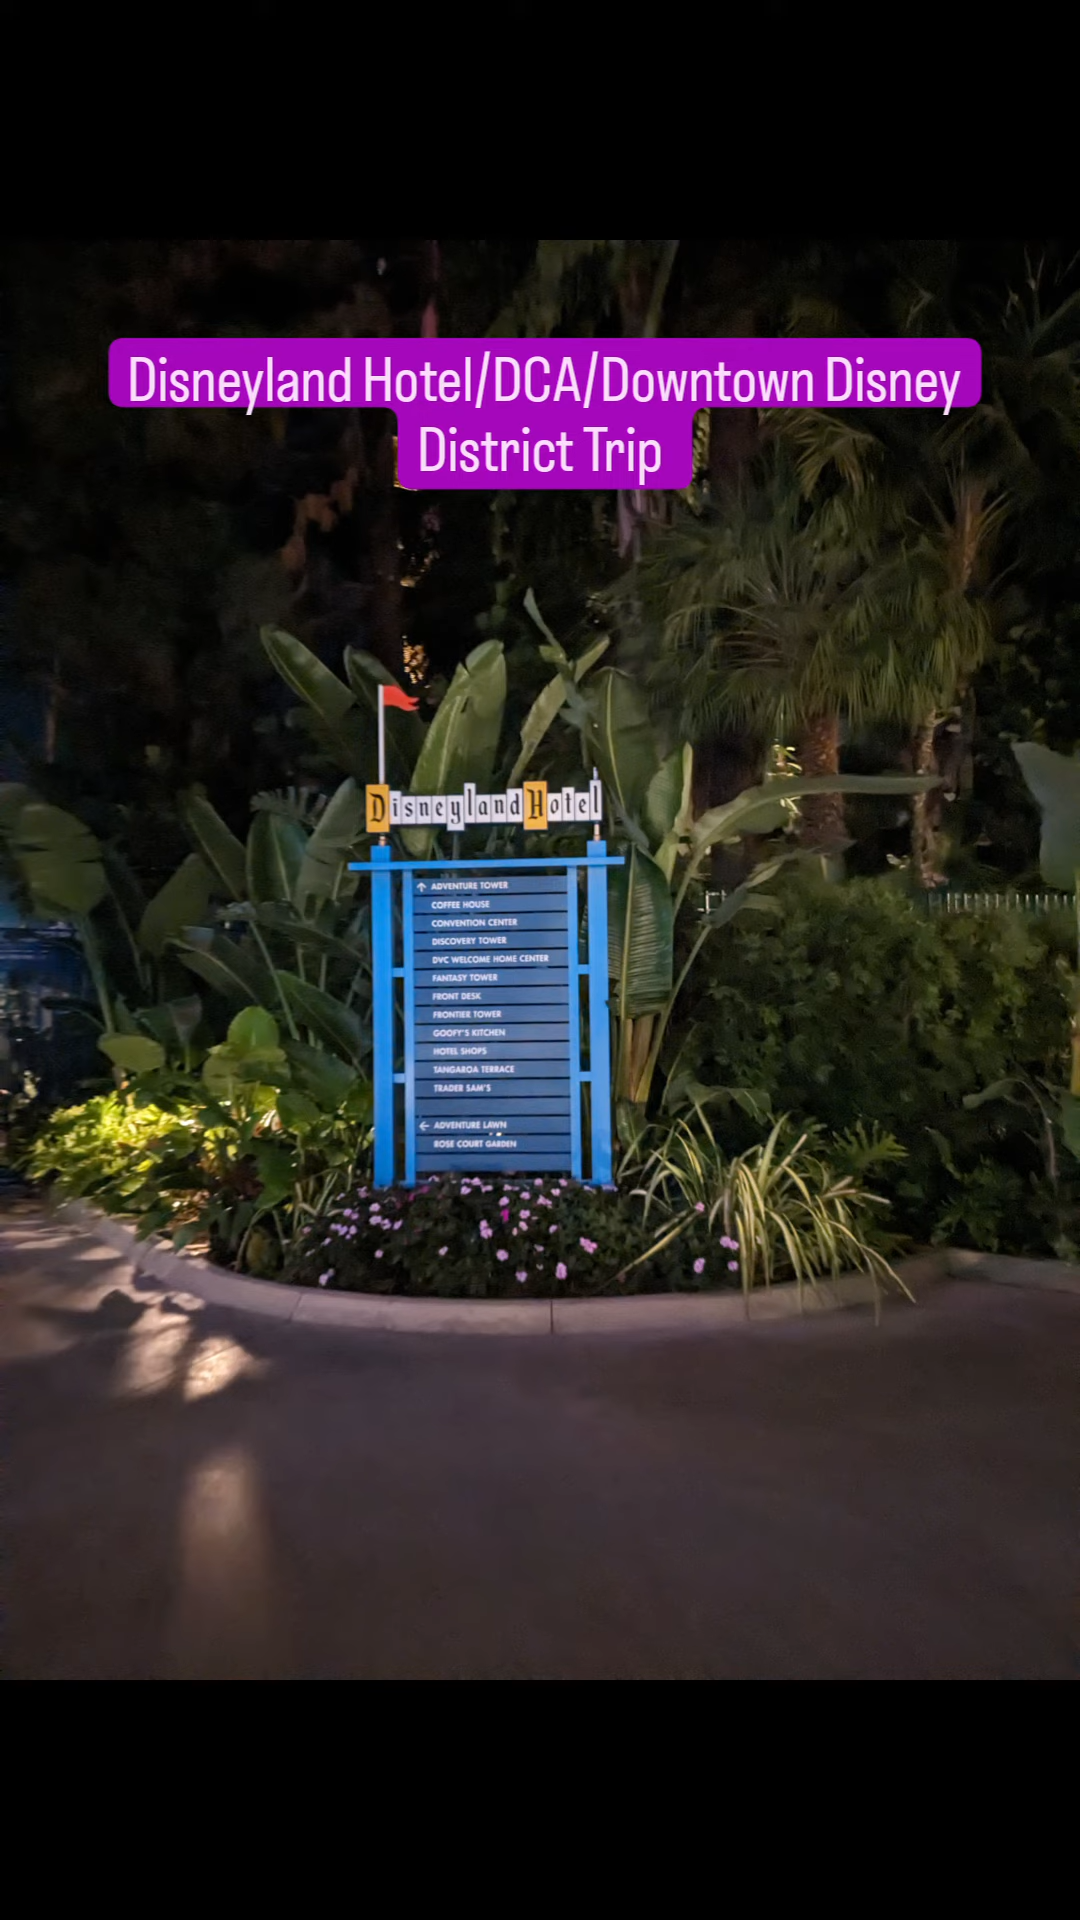 Disneyland Hotel/DCA/Downtown Disney
District Trip
Disneyland Hotel
↑ ADVENTURE TOWER
COFFEE HOUSE
CONVENTION CENTER
DISCOVERY TOWER
DVC WELCOME HOME CENTER
FANTASY TOWER
FRONT DESK
FRONTIER TOWER
GOOFY'S KITCHEN
HOTEL SHOPS
TANGAROA TERRACE
TRADER SAM'S
← ADVENTURE LAWN
ROSE COURT GARDEN